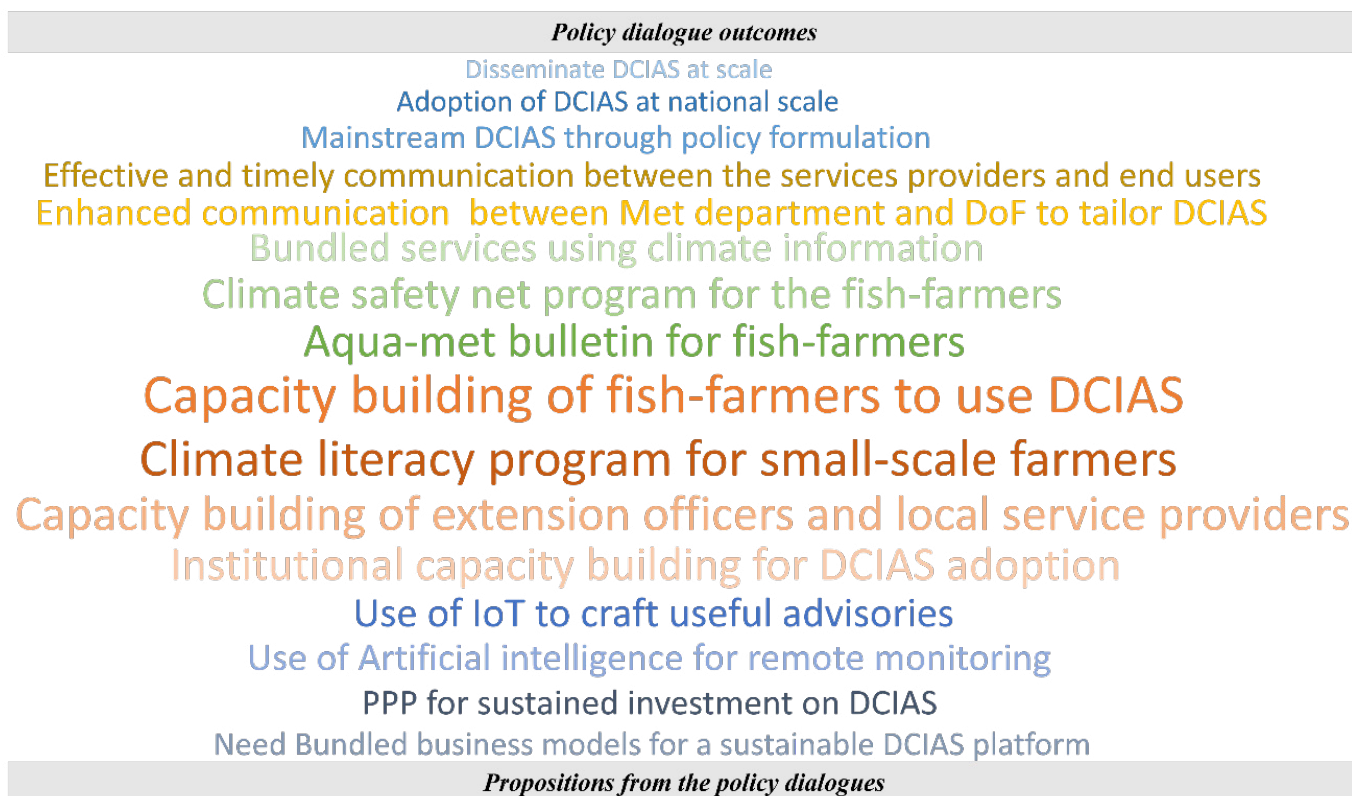 Policy dialogue outcomes
Disseminate DCIAS at scale
Adoption of DCIAS at national scale
Mainstream DCIAS through policy formulation
Effective and timely communication between the services providers and end users
Enhanced communication between Met department and DoF to tailor DCIAS
Bundled services using climate information
Climate safety net program for the fish-farmers
Aqua-met bulletin for fish-farmers
Capacity building of fish-farmers to use DCIAS
Climate literacy program for small-scale farmers
Capacity building of extension officers and local service providers
Institutional capacity building for DCIAS adoption
Use of IoT to craft useful advisories
Use of Artificial intelligence for remote monitoring
PPP for sustained investment on DCIAS
Need Bundled business models for a sustainable DCIAS platform
Propositions from the policy dialogues